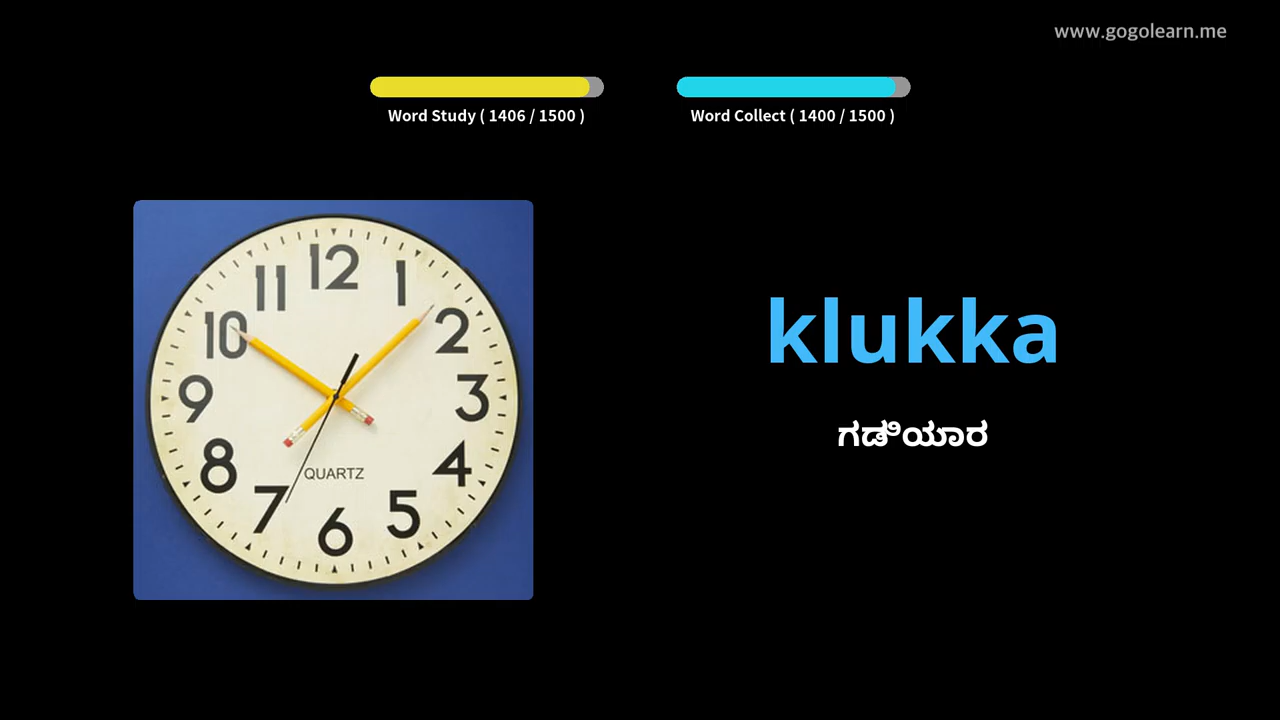 www.gogolearn.me
Word Study ( 1406 / 1500 )
Word Collect ( 1400 / 1500 )
12
11
1
10
2
9
3
8
4
7
5
6
QUARTZ
klukka
ಗಡಿಯಾರ